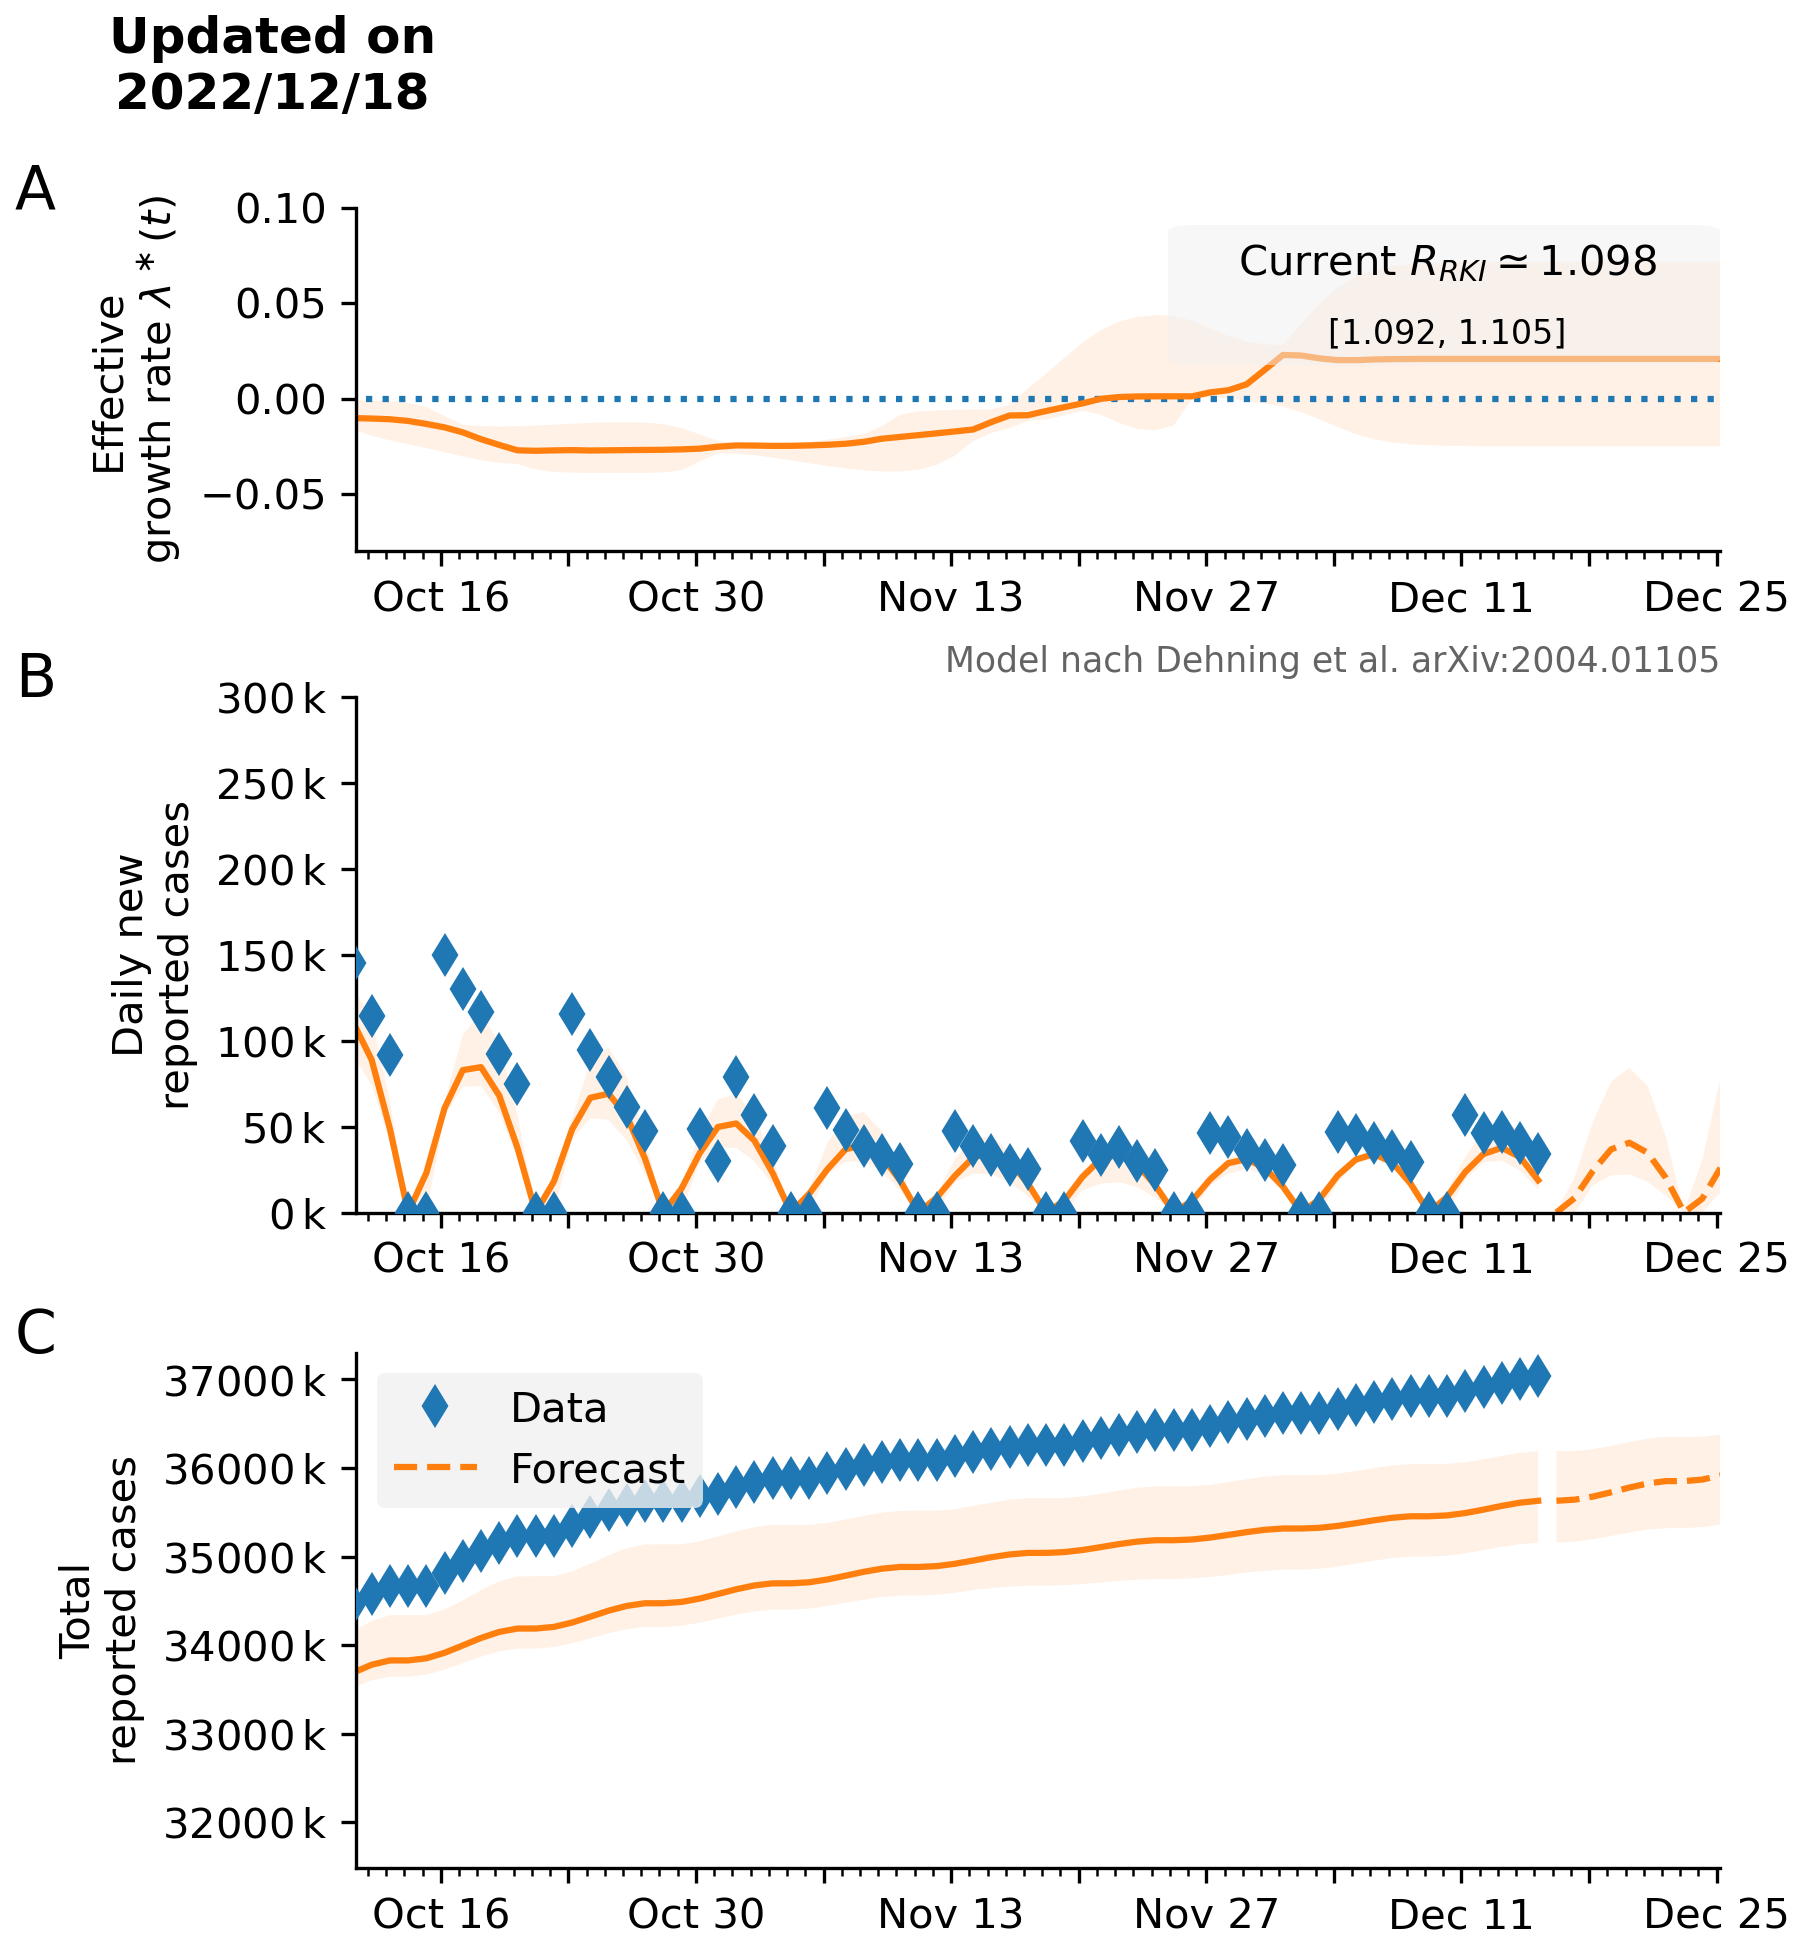 Updated on
2022/12/18
A
Effective
growth rate λ * (t)
0.10
0.05
0.00
−0.05
Current R_RKI ≃ 1.098
[1.092, 1.105]
Oct 16
Oct 30
Nov 13
Nov 27
Dec 11
Dec 25
Model nach Dehning et al. arXiv:2004.01105
B
Daily new
reported cases
300 k
250 k
200 k
150 k
100 k
50 k
0 k
Oct 16
Oct 30
Nov 13
Nov 27
Dec 11
Dec 25
C
Total
reported cases
37000 k
36000 k
35000 k
34000 k
33000 k
32000 k
Data
Forecast
Oct 16
Oct 30
Nov 13
Nov 27
Dec 11
Dec 25